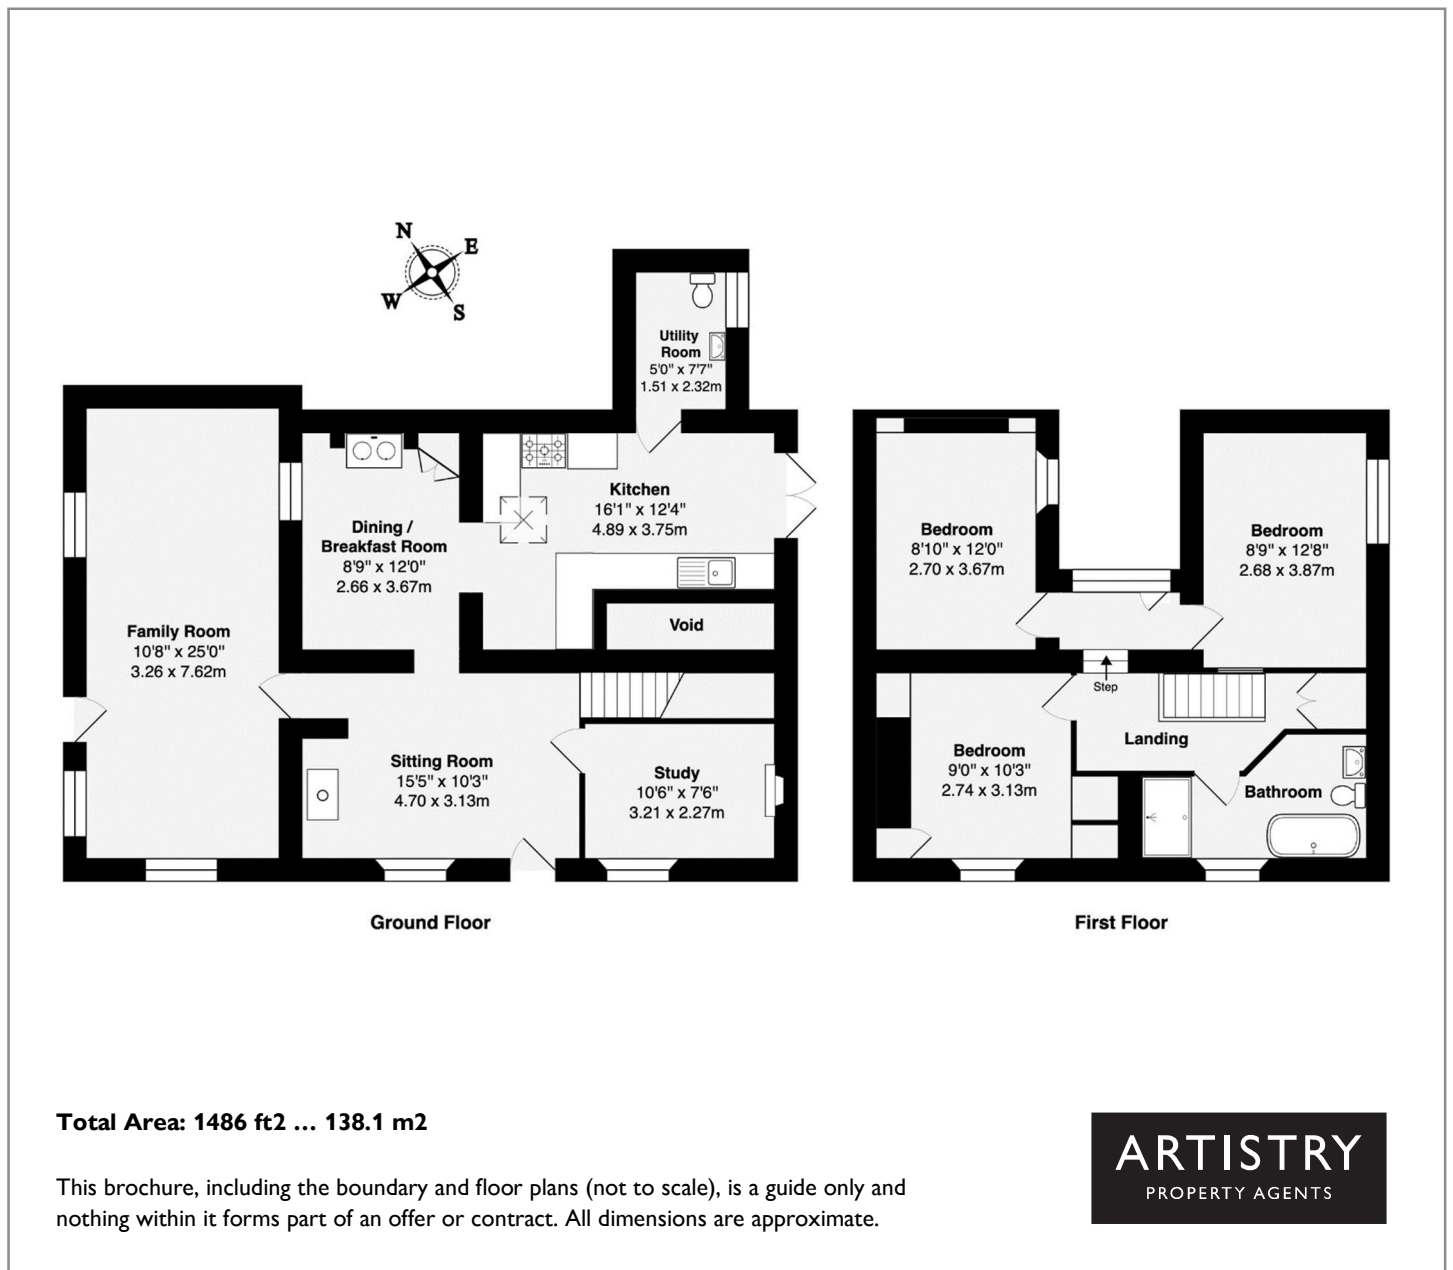 N
E
W
S
Utility
Room
5'0" x 7'7"
1.51 x 2.32m
Kitchen
16'1" x 12'4"
4.89 x 3.75m
Dining /
Breakfast Room
8'9" x 12'0"
2.66 x 3.67m
Family Room
10'8" x 25'0"
3.26 x 7.62m
Void
Sitting Room
15'5" x 10'3"
4.70 x 3.13m
Study
10'6" x 7'6"
3.21 x 2.27m
Ground Floor
Bedroom
8'10" x 12'0"
2.70 x 3.67m
Bedroom
8'9" x 12'8"
2.68 x 3.87m
Step
Landing
Bedroom
9'0" x 10'3"
2.74 x 3.13m
Bathroom
First Floor
Total Area: 1486 ft2 ... 138.1 m2
This brochure, including the boundary and floor plans (not to scale), is a guide only and
nothing within it forms part of an offer or contract. All dimensions are approximate.
ARTISTRY
PROPERTY AGENTS